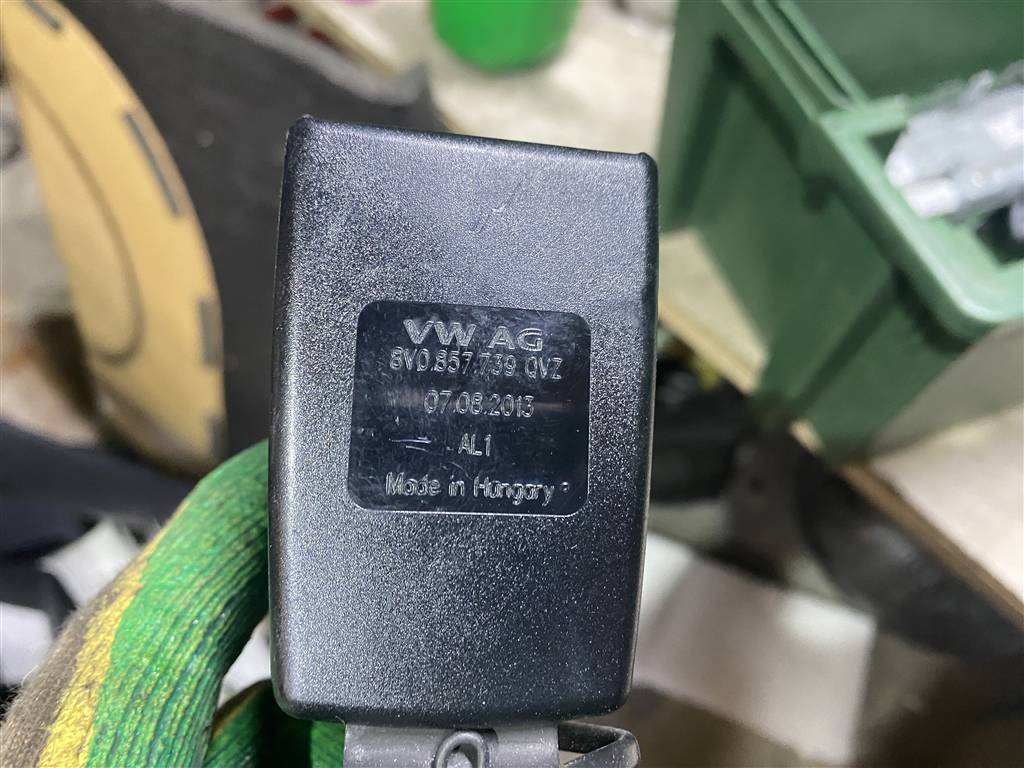 VW AG
8V0.857.739 QVZ
07.08.2013
AL1
Made in Hungary